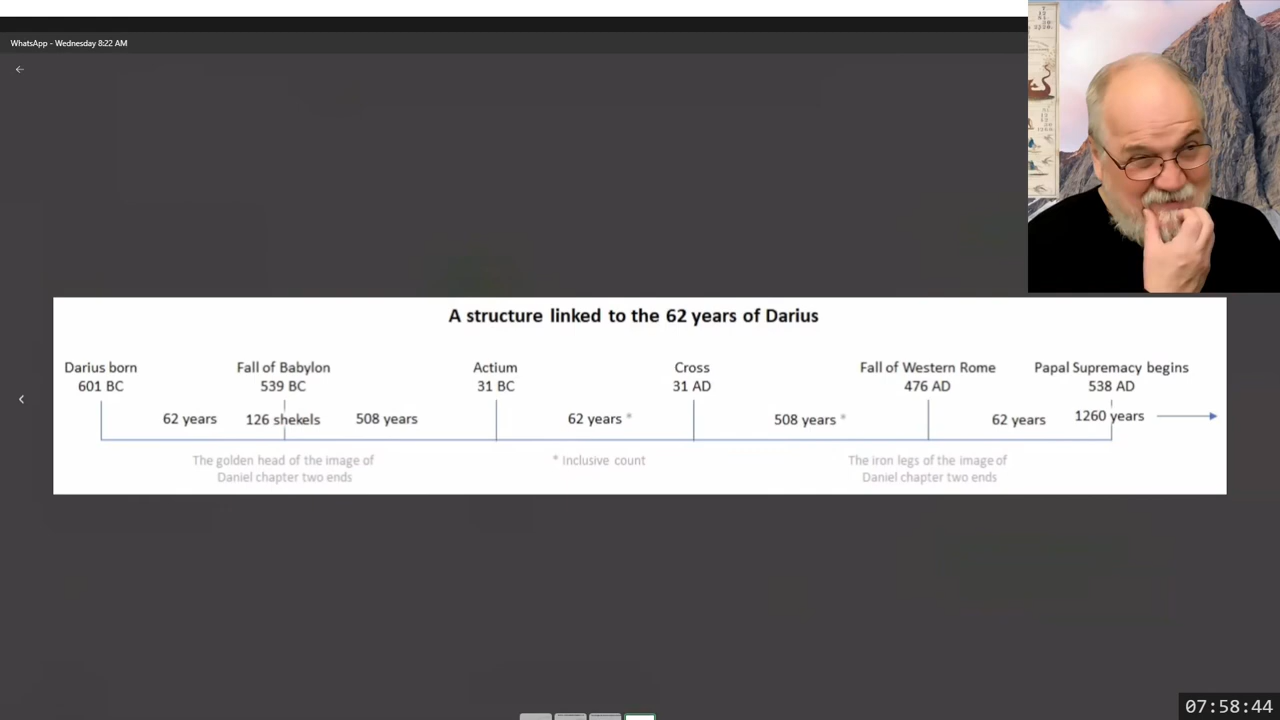 WhatsApp - Wednesday 8:22 AM
A structure linked to the 62 years of Darius
Darius born
601 BC
Fall of Babylon
539 BC
Actium
31 BC
Cross
31 AD
Fall of Western Rome
476 AD
Papal Supremacy begins
538 AD
62 years
126 shekels
508 years
62 years *
508 years *
62 years
1260 years
The golden head of the image of
Daniel chapter two ends
* Inclusive count
The iron legs of the image of
Daniel chapter two ends
07:58:44